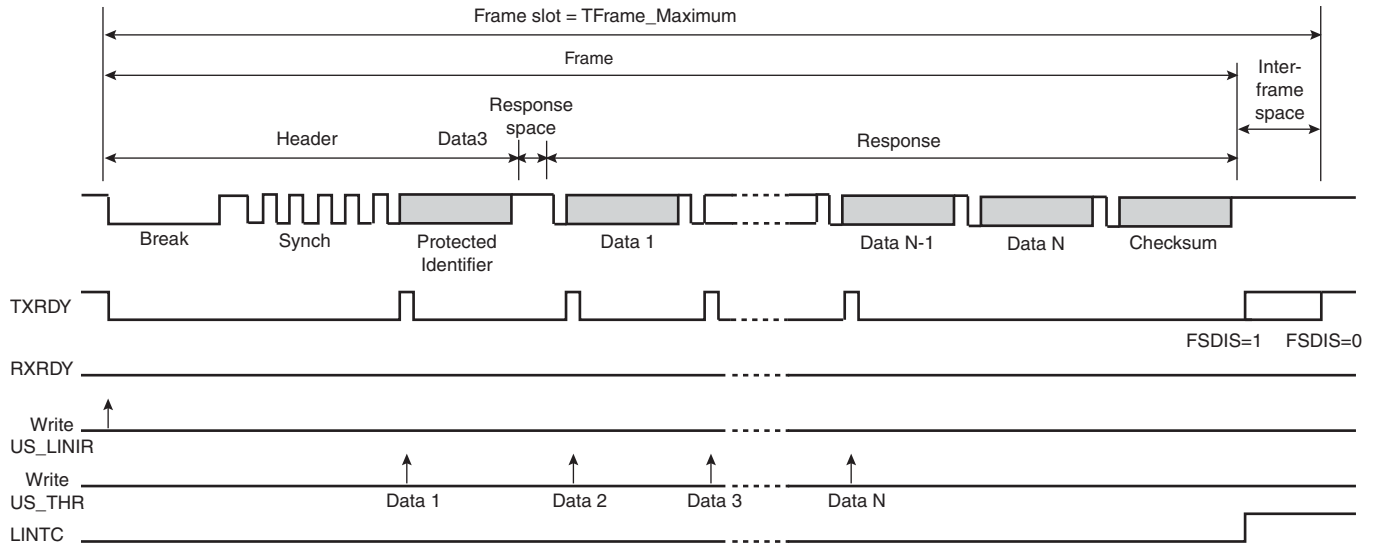 Frame slot = TFrame_Maximum
Frame
Inter-
frame
space
Response
space
Header
Data3
Response
Break
Synch
Protected
Identifier
Data 1
Data N-1
Data N
Checksum
TXRDY
FSDIS=1
FSDIS=0
RXRDY
Write
US_LINIR
Write
US_THR
Data 1
Data 2
Data 3
Data N
LINTC